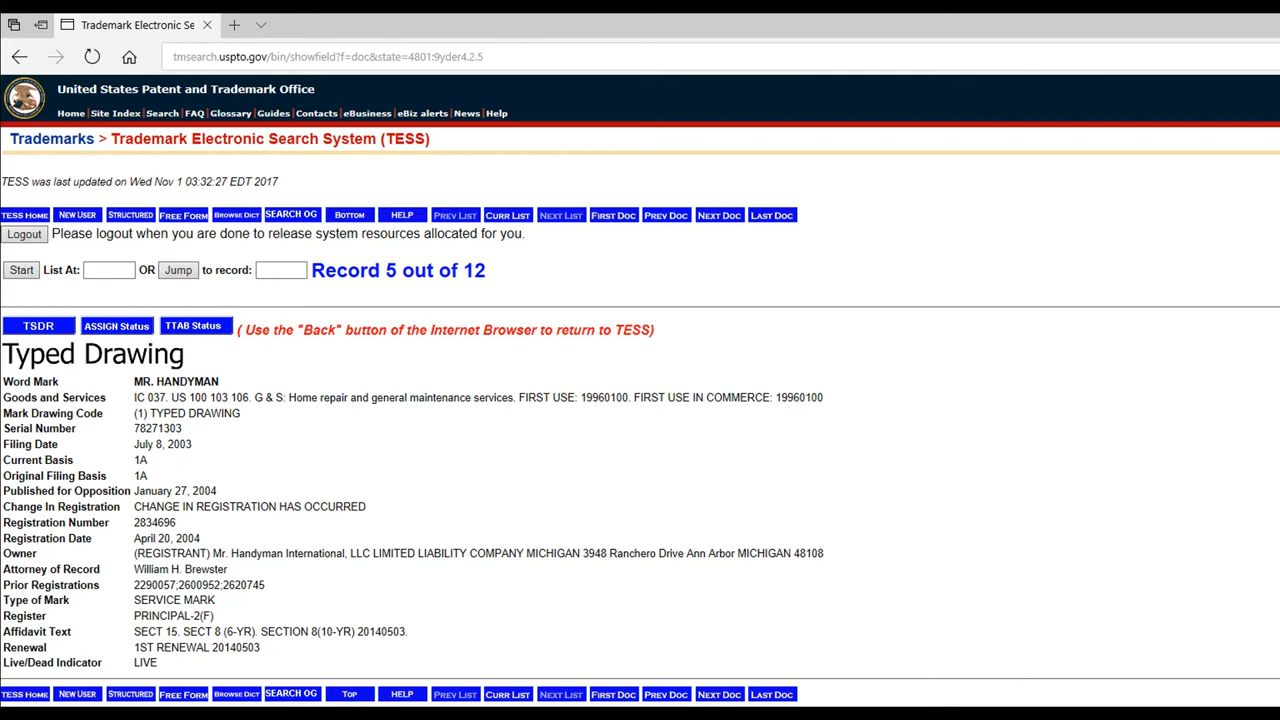 Trademark Electronic Se
tmsearch.uspto.gov/bin/showfield?f=doc&state=4801:9yder4.2.5
United States Patent and Trademark Office
Home | Site Index | Search | FAQ | Glossary | Guides | Contacts | eBusiness | eBiz alerts | News | Help
Trademarks > Trademark Electronic Search System (TESS)
TESS was last updated on Wed Nov 1 03:32:27 EDT 2017
TESS HOME NEW USER STRUCTURED FREE FORM BROWSE DICT SEARCH OG BOTTOM HELP PREV LIST CURR LIST NEXT LIST FIRST DOC PREV DOC NEXT DOC LAST DOC
Logout Please logout when you are done to release system resources allocated for you.
Start List At: OR Jump to record: Record 5 out of 12
TSDR ASSIGN Status TTAB Status ( Use the "Back" button of the Internet Browser to return to TESS)
Typed Drawing
Word Mark MR. HANDYMAN
Goods and Services IC 037. US 100 103 106. G & S: Home repair and general maintenance services. FIRST USE: 19960100. FIRST USE IN COMMERCE: 19960100
Mark Drawing Code (1) TYPED DRAWING
Serial Number 78271303
Filing Date July 8, 2003
Current Basis 1A
Original Filing Basis 1A
Published for Opposition January 27, 2004
Change In Registration CHANGE IN REGISTRATION HAS OCCURRED
Registration Number 2834696
Registration Date April 20, 2004
Owner (REGISTRANT) Mr. Handyman International, LLC LIMITED LIABILITY COMPANY MICHIGAN 3948 Ranchero Drive Ann Arbor MICHIGAN 48108
Attorney of Record William H. Brewster
Prior Registrations 2290057;2600952;2620745
Type of Mark SERVICE MARK
Register PRINCIPAL-2(F)
Affidavit Text SECT 15. SECT 8 (6-YR). SECTION 8(10-YR) 20140503.
Renewal 1ST RENEWAL 20140503
Live/Dead Indicator LIVE
TESS HOME NEW USER STRUCTURED FREE FORM BROWSE DICT SEARCH OG TOP HELP PREV LIST CURR LIST NEXT LIST FIRST DOC PREV DOC NEXT DOC LAST DOC